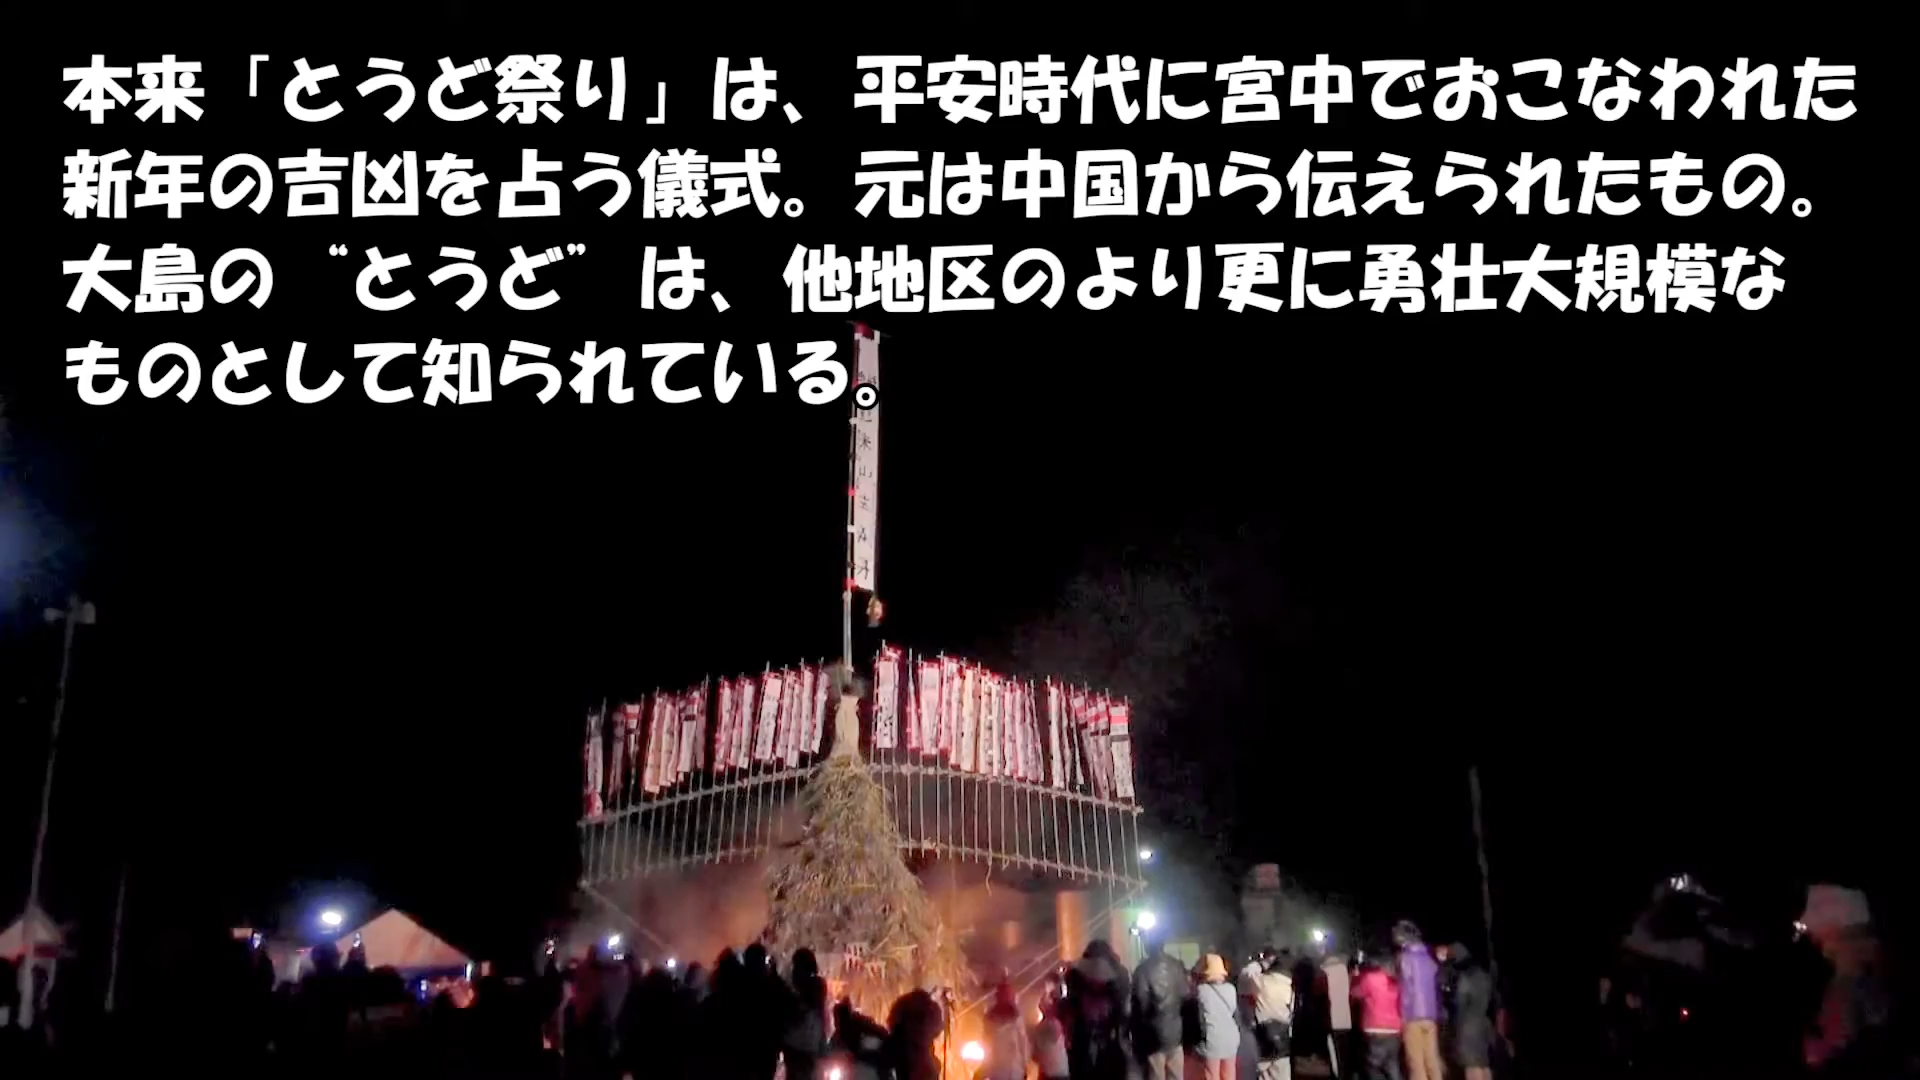 本来「とうど祭り」は、平安時代に宮中でおこなわれた
新年の吉凶を占う儀式。元は中国から伝えられたもの。
大島の〝とうど〟は、他地区のより更に勇壮大規模な
ものとして知られている。